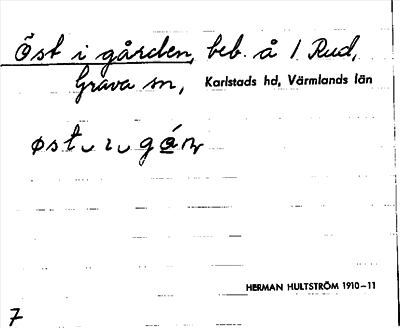 Öst i gården, beb. å 1 Rud,
Grava sn, Karlstads hd, Värmlands län
HERMAN HULTSTRÖM 1910–11
7